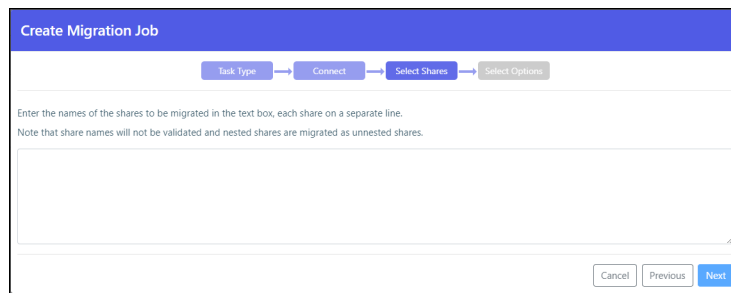 Create Migration Job
Task Type Connect Select Shares Select Options
Enter the names of the shares to be migrated in the text box, each share on a separate line.
Note that share names will not be validated and nested shares are migrated as unnested shares.
Cancel Previous Next